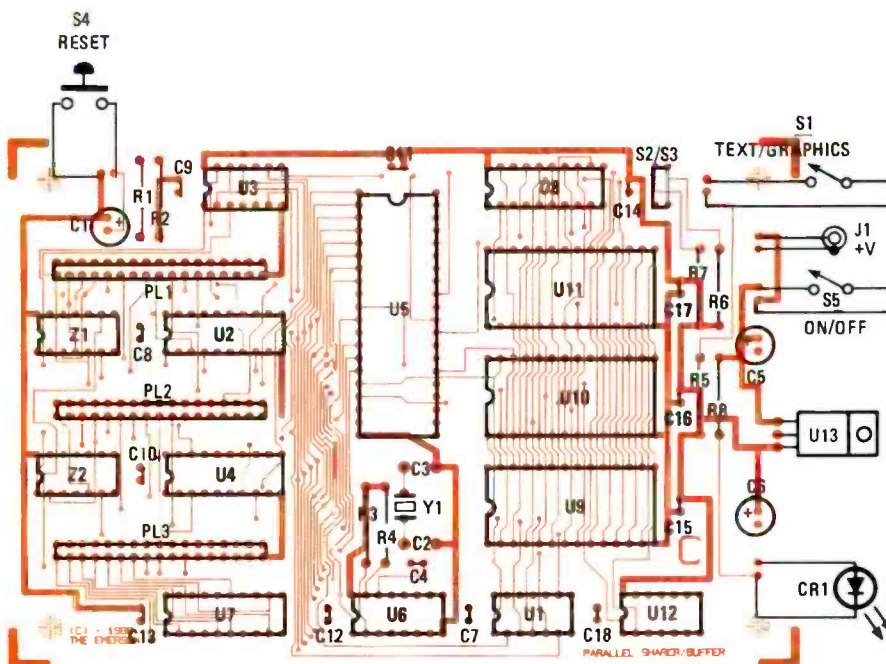 S4
RESET
S1
TEXT/GRAPHICS
S2/S3
C9
U3
C14
R1
R2
C1
+
J1
+V
R7
R6
PL1
U11
C17
S5
ON/OFF
Z1
C8
U2
U5
C5
R5
PL2
U10
C16
R8
U13
Z2
C10
U4
C3
Y1
U9
C6
+
R4
C2
C15
PL3
C4
CR1
C13
U7
C12
U6
C7
U1
C18
U12
(C) - 198
THE EMERS
PARALLEL SHARER/BUFFER